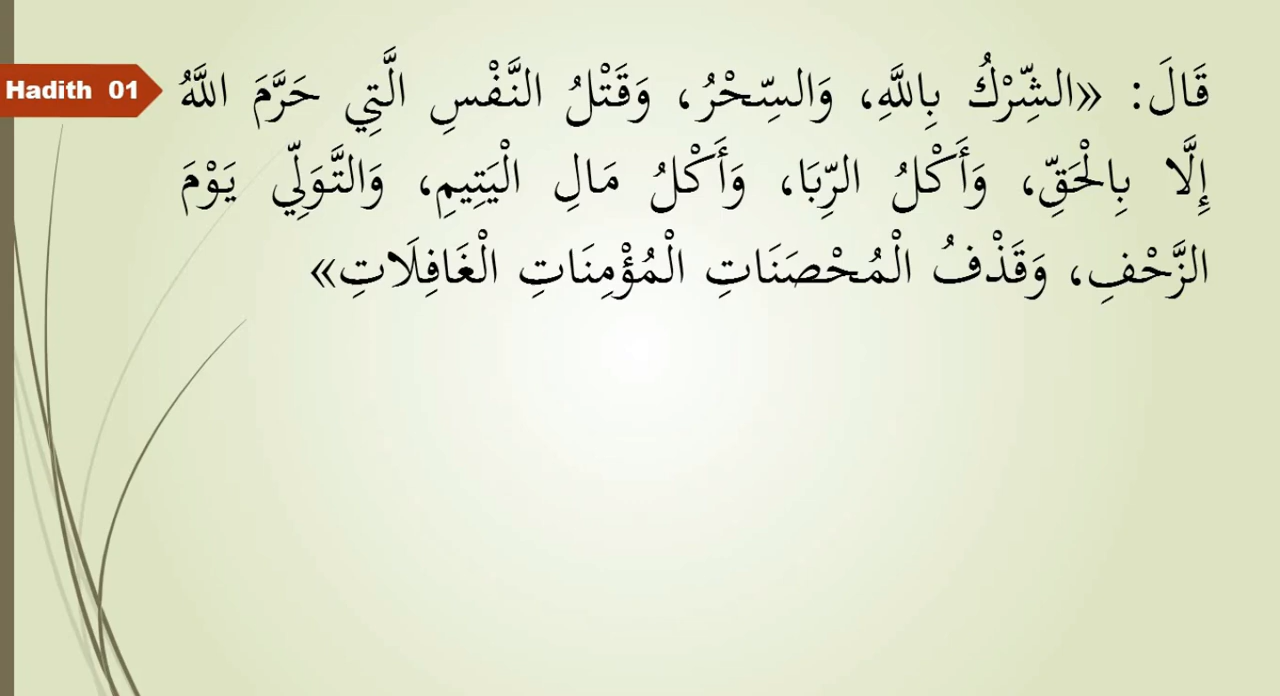 Hadith 01
قَالَ: «الشِّرْكُ بِاللَّهِ، وَالسِّحْرُ، وَقَتْلُ النَّفْسِ الَّتِي حَرَّمَ اللَّهُ
إِلَّا بِالْحَقِّ، وَأَكْلُ الرِّبَا، وَأَكْلُ مَالِ الْيَتِيمِ، وَالتَّوَلِّي يَوْمَ
الزَّحْفِ، وَقَذْفُ الْمُحْصَنَاتِ الْمُؤْمِنَاتِ الْغَافِلَاتِ»